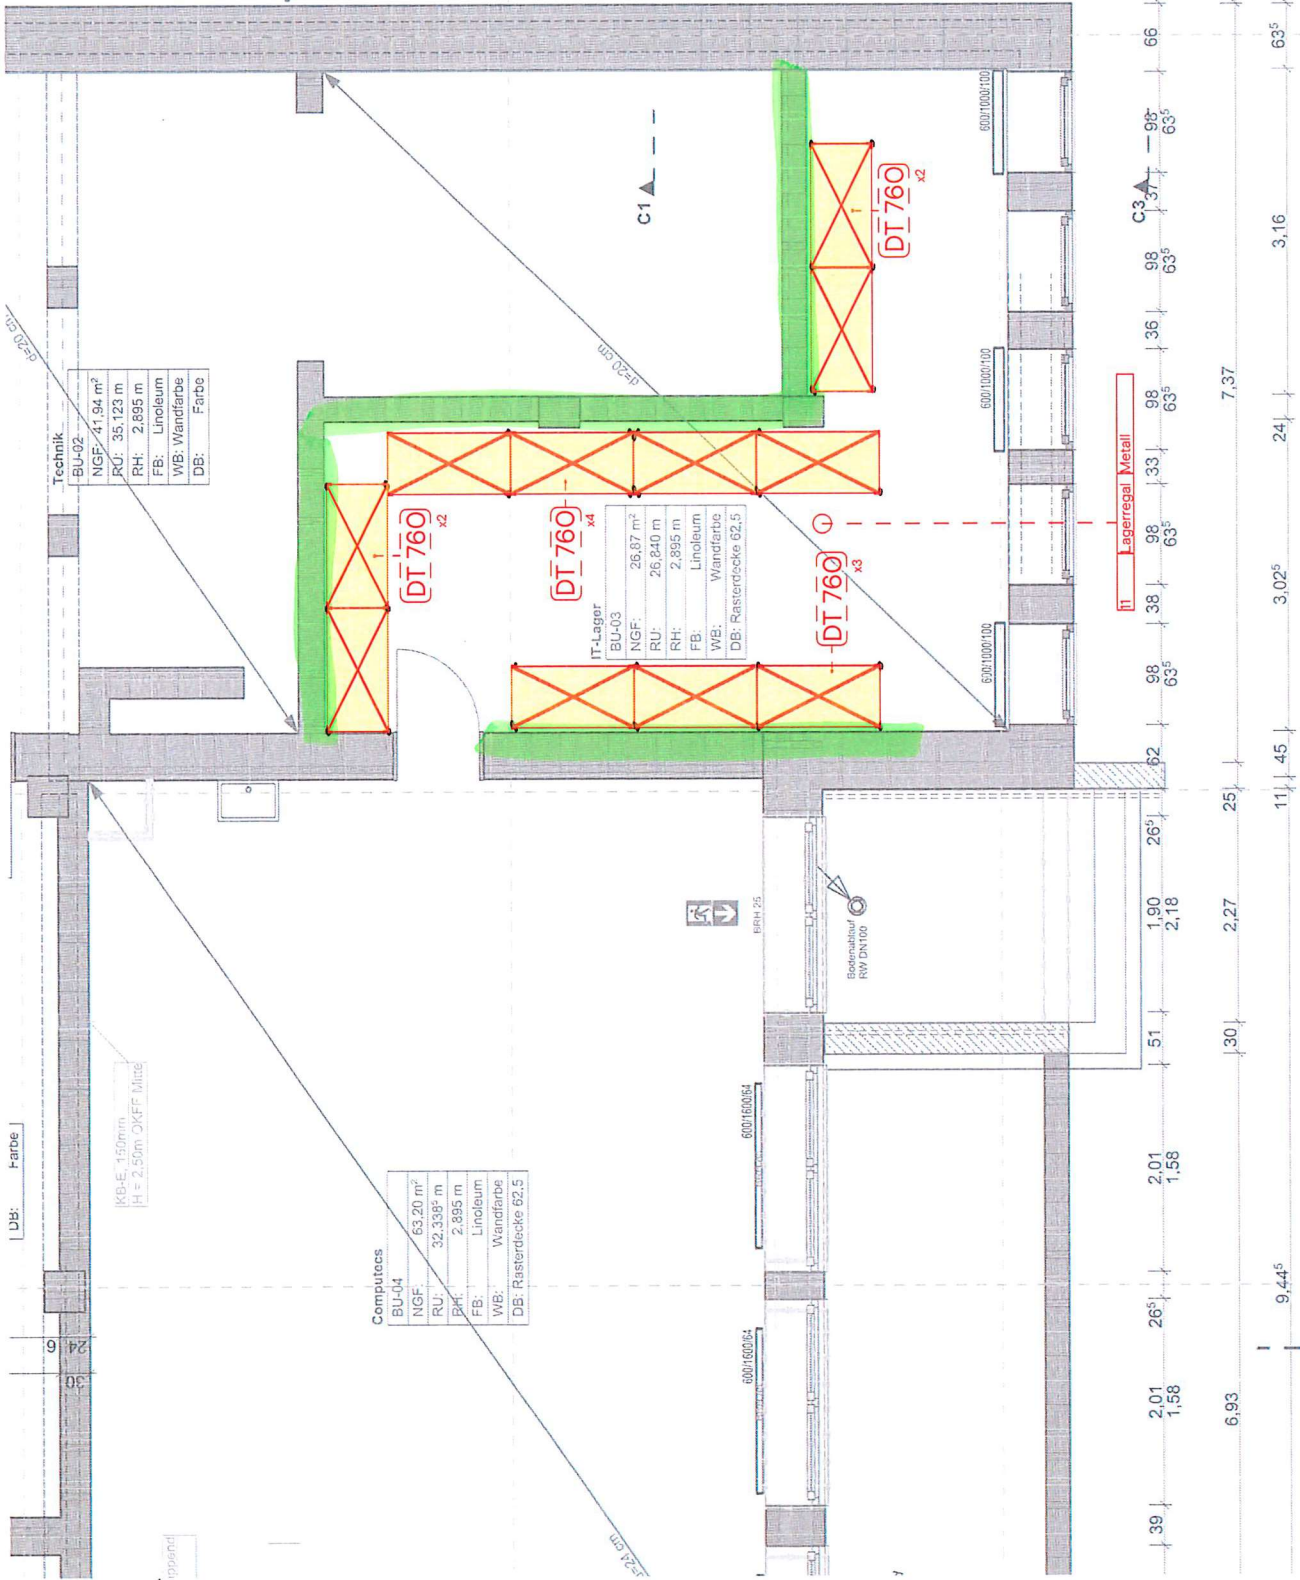 Technik
BU-02
NGF: 41,94 m²
RU: 35,123 m
RH: 2,895 m
FB: Linoleum
WB: Wandfarbe
DB: Farbe
d=20 cm
d=20 cm
C1
C3
DT 760
x2
DT 760
x2
DT 760
x4
DT 760
x3
IT-Lager
BU-03
NGF: 26,87 m²
RU: 26,840 m
RH: 2,895 m
FB: Linoleum
WB: Wandfarbe
DB: Rasterdecke 62,5
11 Lagerregal Metall
600/1000/100
600/1000/100
600/1000/100
Computecs
BU-04
NGF: 63,20 m²
RU: 32,338⁵ m
RH: 2,895 m
FB: Linoleum
WB: Wandfarbe
DB: Rasterdecke 62,5
DB: Farbe
KB-E, 150mm
H = 2,50m OKFF Mitte
BRH 25
Bodenablauf
RW DN100
600/1600/64
600/1600/64
=24 cm
6
24
30
39
2,01
1,58
26⁵
2,01
1,58
51
1,90
2,18
26⁵
62
98
63⁵
38
98
63⁵
33
98
63⁵
36
98
63⁵
37
98
63⁵
66
6,93
30
2,27
25
7,37
9,44⁵
11
45
3,02⁵
24
3,16
63⁵